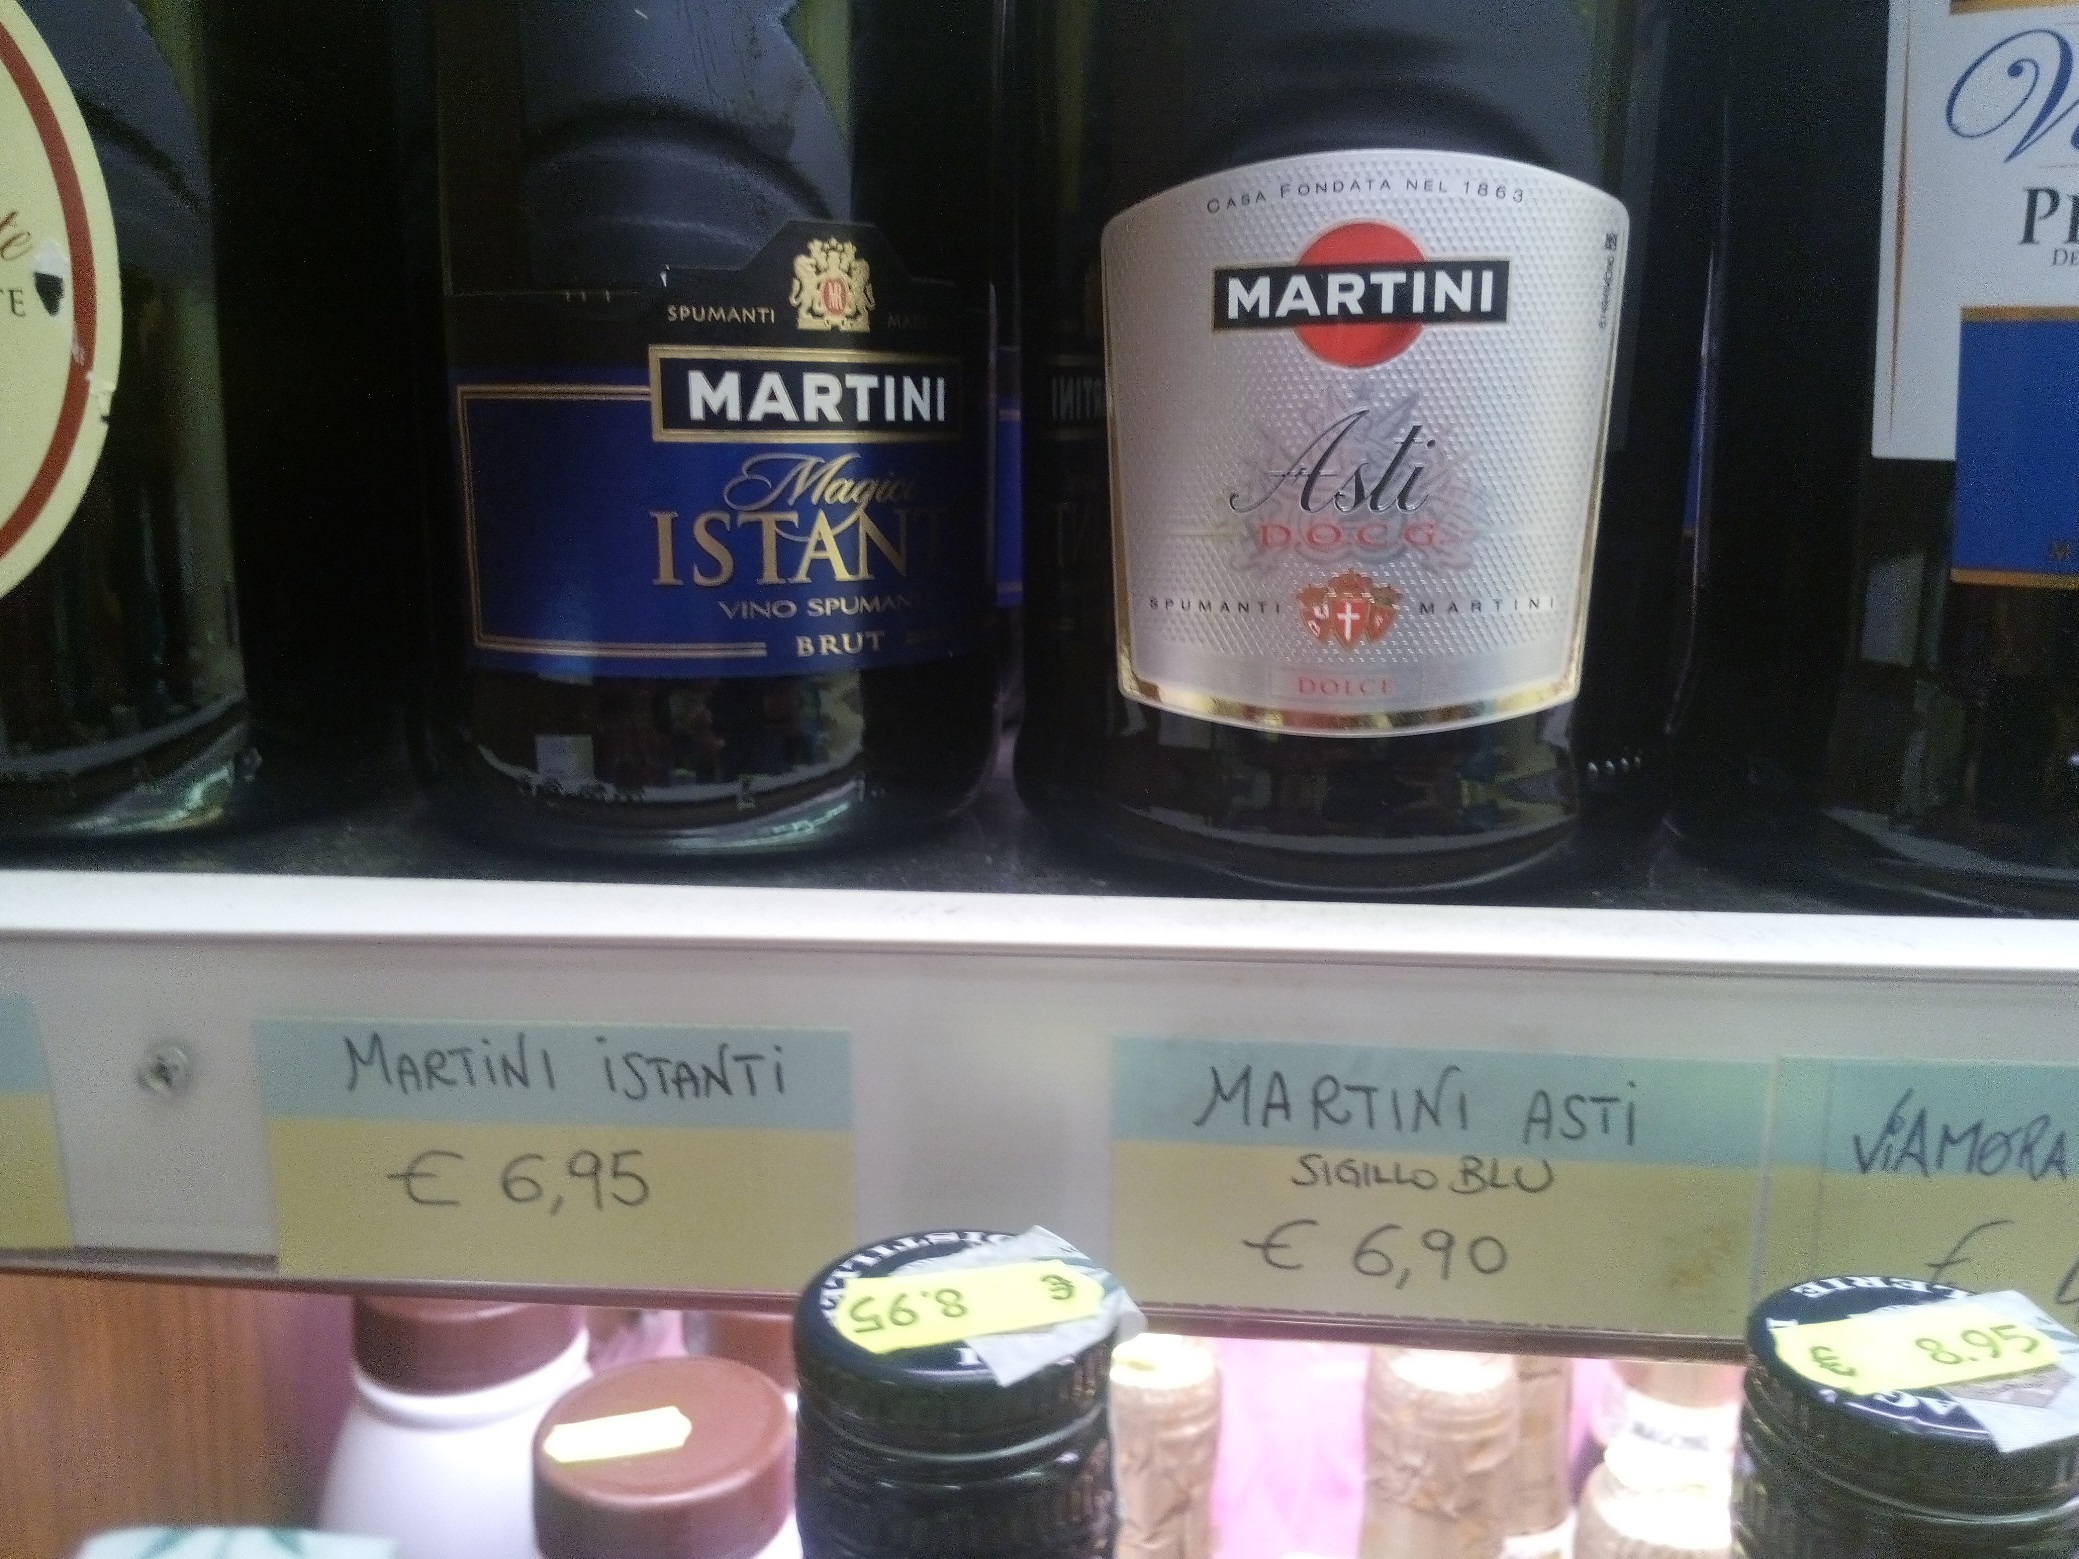 SPUMANTI
MARTINI
ISTANT
VINO SPUMAN
BRUT
CASA FONDATA NEL 1863
MARTINI
Asti
D.O.C.G.
SPUMANTI MARTINI
DOLCE
MARTINI ISTANTI
€ 6,95
MARTINI ASTI
SIGILLO BLU
€ 6,90
VIAMORA
€
€ 8.95
€ 8.95